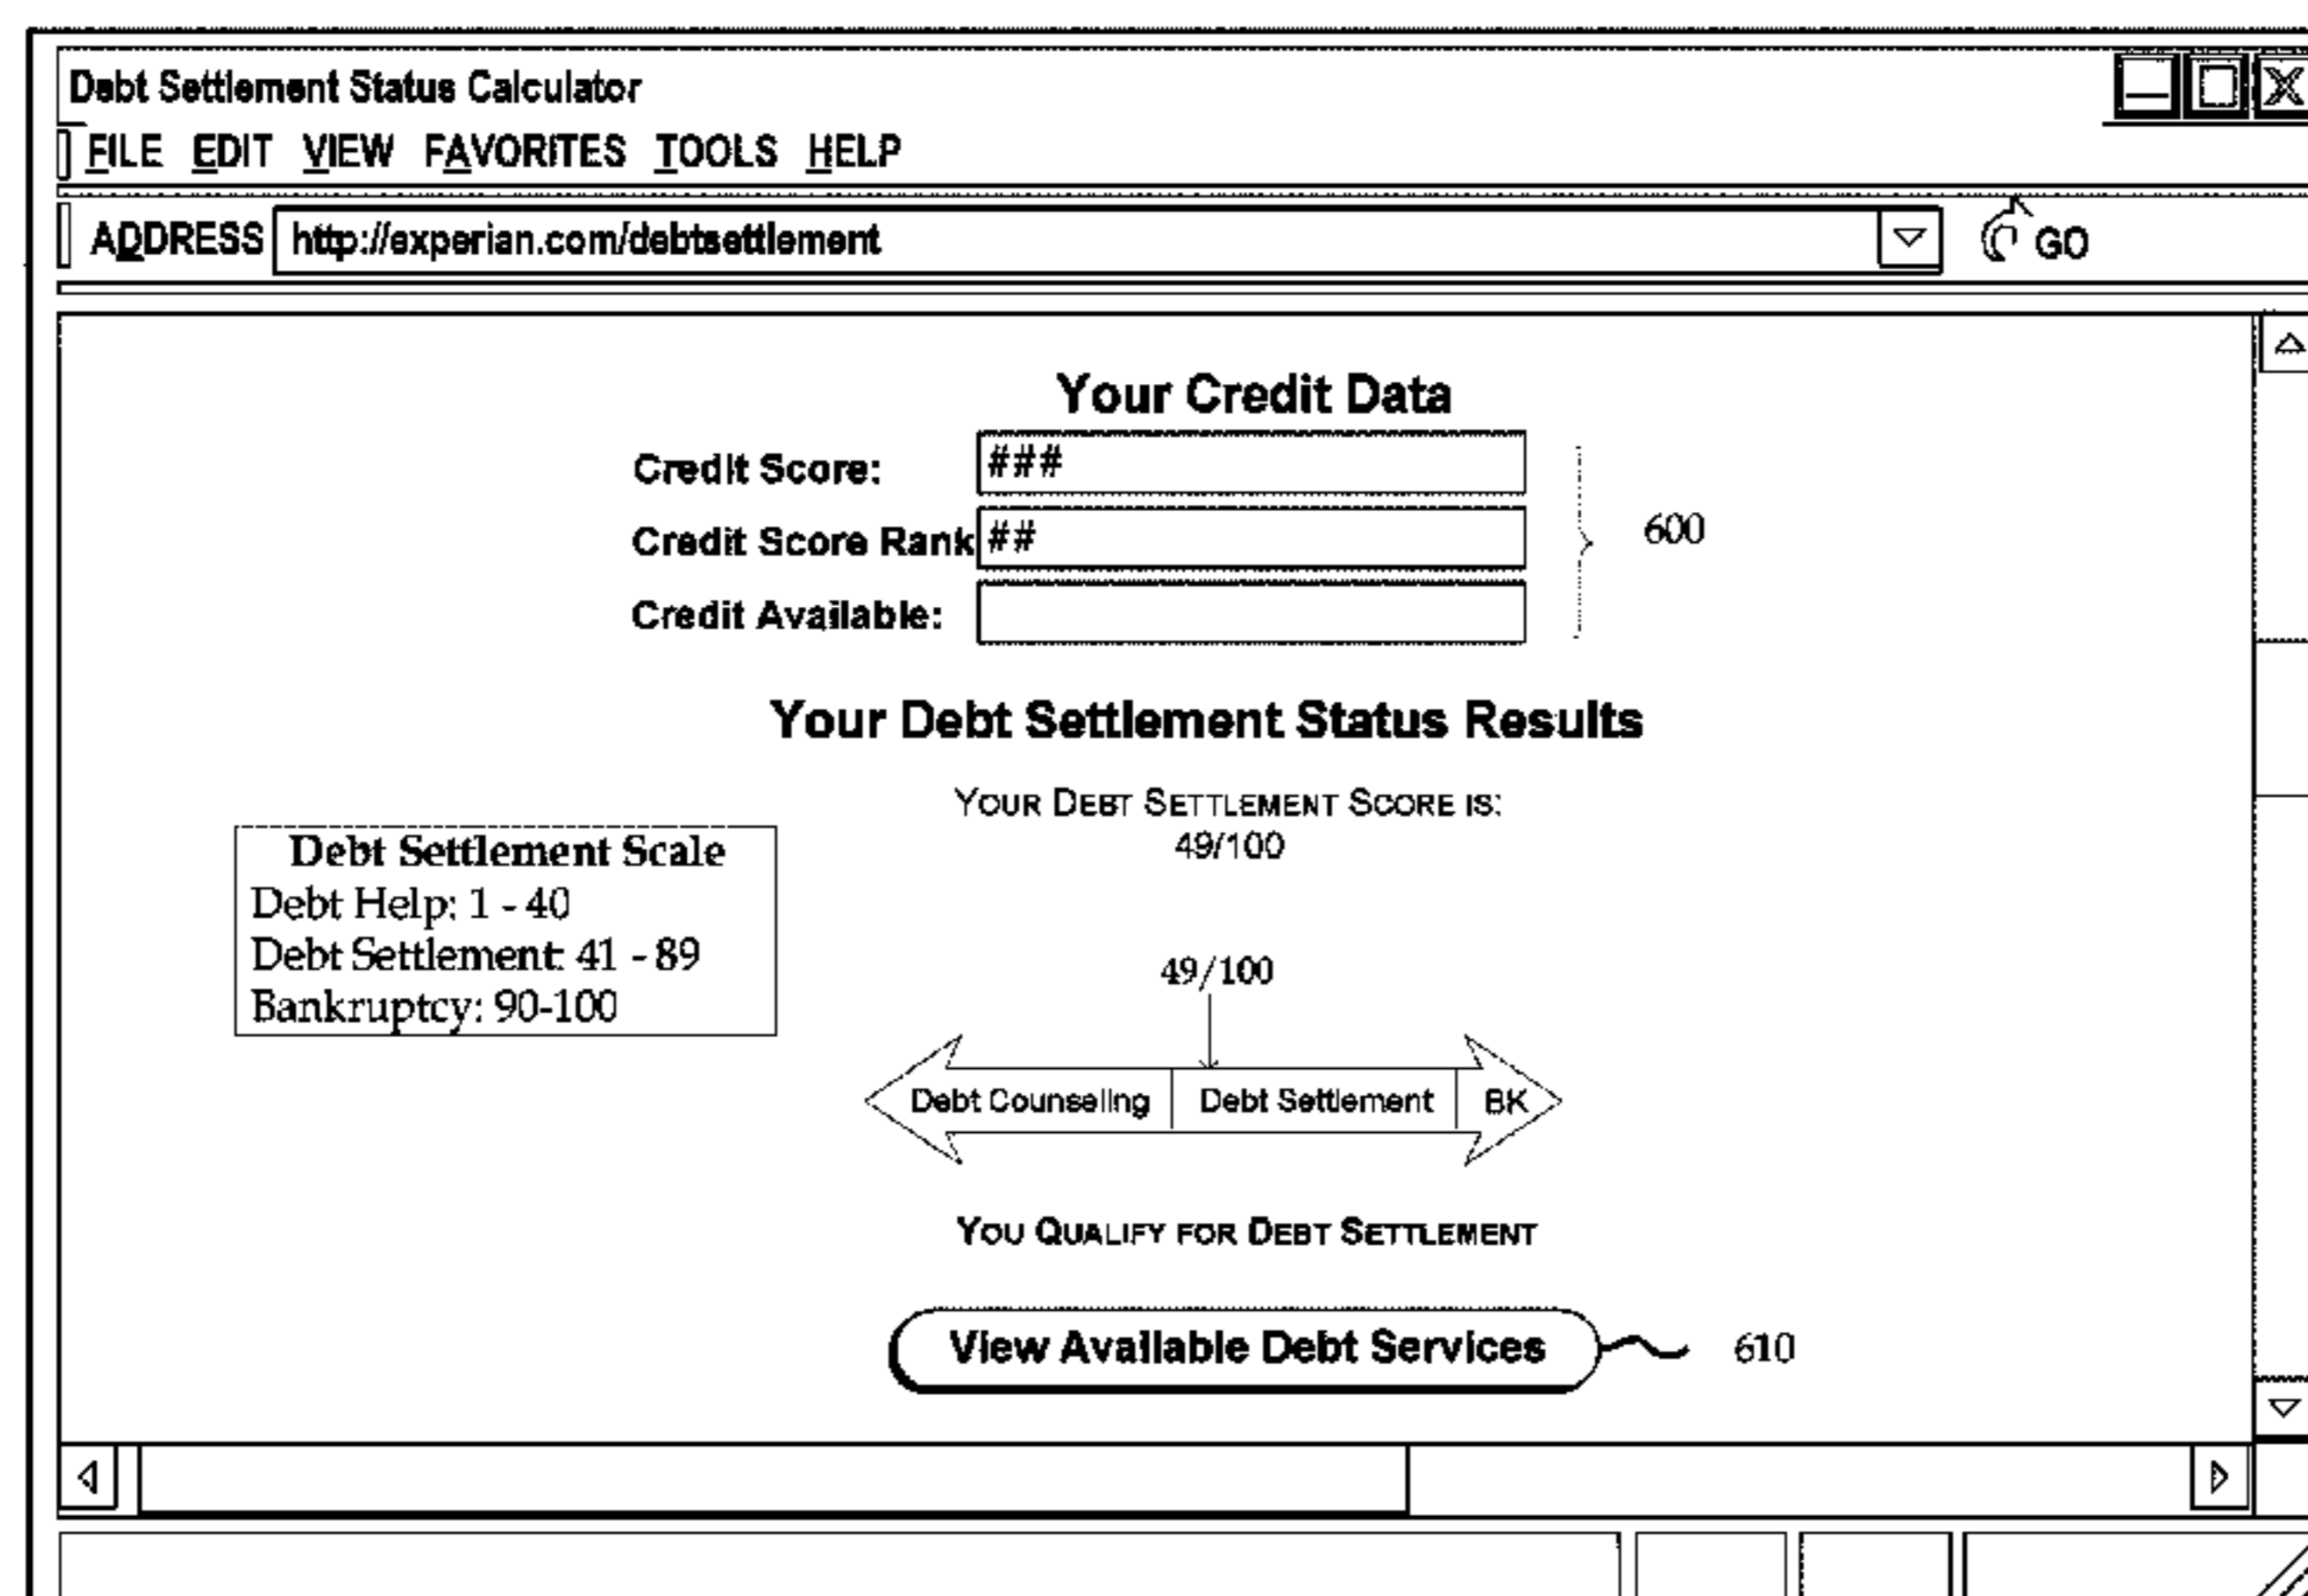 Debt Settlement Status Calculator
FILE EDIT VIEW FAVORITES TOOLS HELP
ADDRESS http://experian.com/debtsettlement GO
Your Credit Data
Credit Score: ###
Credit Score Rank ##
600
Credit Available:
Your Debt Settlement Status Results
YOUR DEBT SETTLEMENT SCORE IS:
49/100
Debt Settlement Scale
Debt Help: 1 - 40
Debt Settlement: 41 - 89
Bankruptcy: 90-100
49/100
Debt Counseling Debt Settlement BK
YOU QUALIFY FOR DEBT SETTLEMENT
View Available Debt Services 610